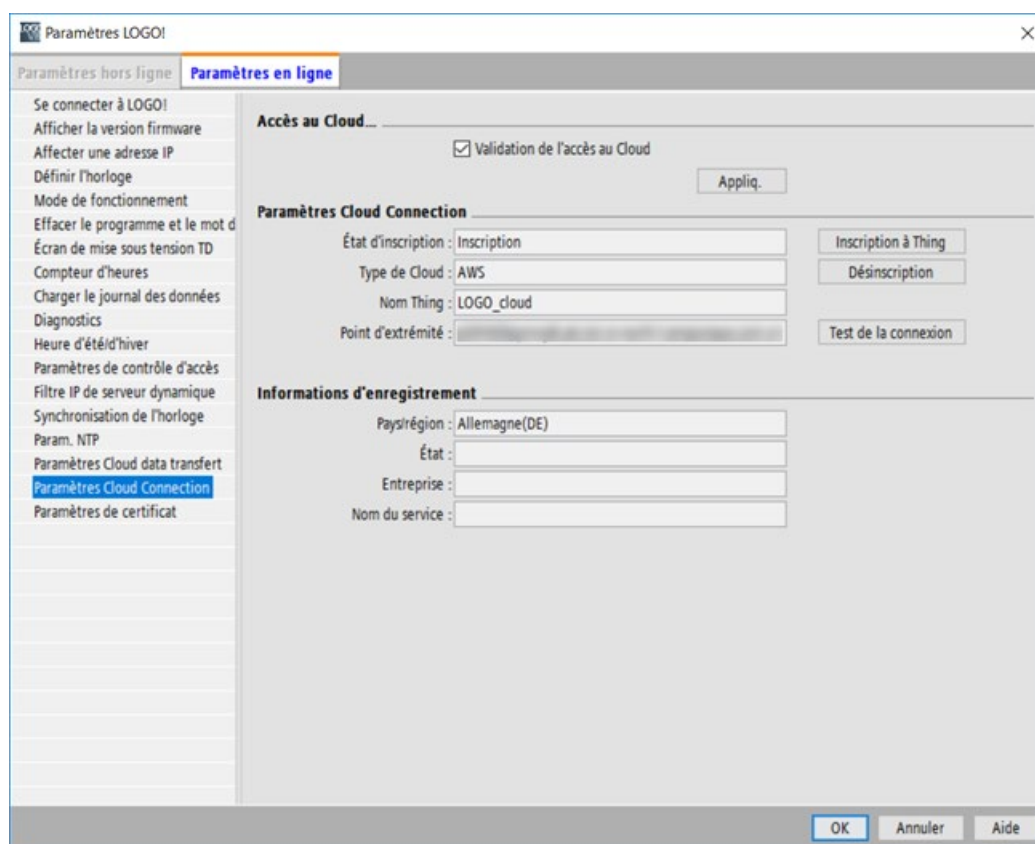 Paramètres LOGO!
Paramètres hors ligne
Paramètres en ligne
Se connecter à LOGO!
Afficher la version firmware
Affecter une adresse IP
Définir l'horloge
Mode de fonctionnement
Effacer le programme et le mot d
Écran de mise sous tension TD
Compteur d'heures
Charger le journal des données
Diagnostics
Heure d'été/d'hiver
Paramètres de contrôle d'accès
Filtre IP de serveur dynamique
Synchronisation de l'horloge
Param. NTP
Paramètres Cloud data transfert
Paramètres Cloud Connection
Paramètres de certificat
Accès au Cloud...
Validation de l'accès au Cloud
Appliq.
Paramètres Cloud Connection
État d'inscription : Inscription
Inscription à Thing
Type de Cloud : AWS
Désinscription
Nom Thing : LOGO_cloud
Point d'extrémité :
Test de la connexion
Informations d'enregistrement
Pays/région : Allemagne(DE)
État :
Entreprise :
Nom du service :
OK
Annuler
Aide